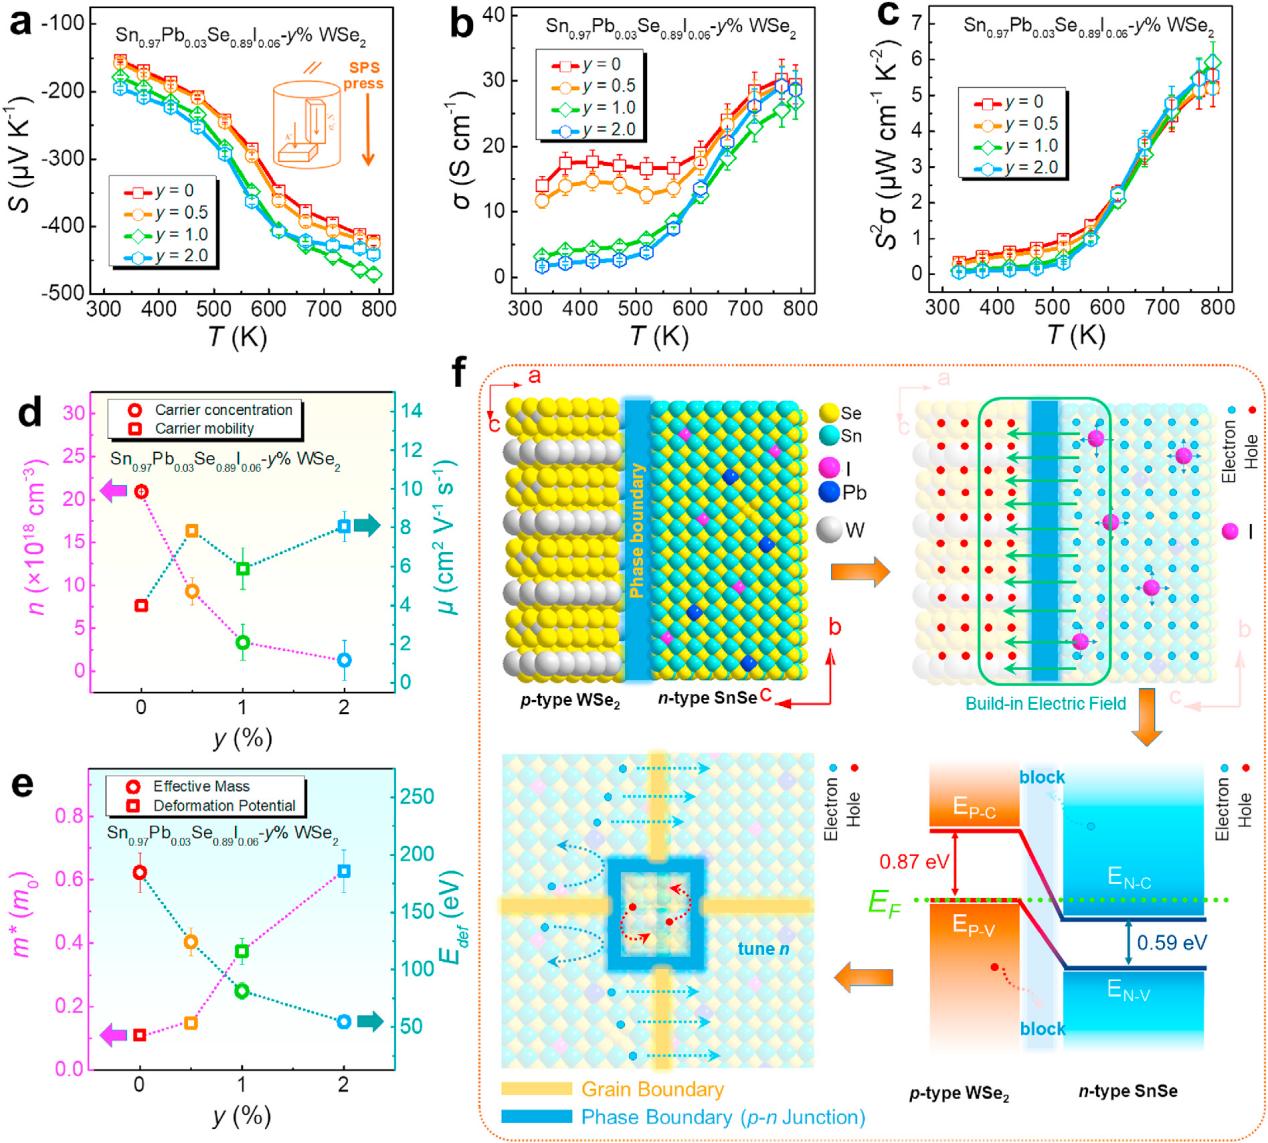 a
-100
-200
-300
-400
-500
S (μV K⁻¹)
Sn0.97Pb0.03Se0.89I0.06-y% WSe2
//
SPS
press
y = 0
y = 0.5
y = 1.0
y = 2.0
300 400 500 600 700 800
T (K)
b
40
30
20
10
0
σ (S cm⁻¹)
Sn0.97Pb0.03Se0.89I0.06-y% WSe2
y = 0
y = 0.5
y = 1.0
y = 2.0
300 400 500 600 700 800
T (K)
c
7
6
5
4
3
2
1
0
S²σ (μW cm⁻¹ K⁻²)
Sn0.97Pb0.03Se0.89I0.06-y% WSe2
y = 0
y = 0.5
y = 1.0
y = 2.0
300 400 500 600 700 800
T (K)
d
30
25
20
15
10
5
0
n (×10¹⁸ cm⁻³)
Carrier concentration
Carrier mobility
Sn0.97Pb0.03Se0.89I0.06-y% WSe2
14
12
10
8
6
4
2
0
μ (cm² V⁻¹ s⁻¹)
0 1 2
y (%)
e
0.8
0.6
0.4
0.2
0.0
m* (m0)
Effective Mass
Deformation Potential
Sn0.97Pb0.03Se0.89I0.06-y% WSe2
250
200
150
100
50
Edef (eV)
0 1 2
y (%)
f
a
c
Phase boundary
Se
Sn
I
Pb
W
b
c
p-type WSe2 n-type SnSe
a
c
Electron
Hole
I
b
c
Build-in Electric Field
Electron
Hole
tune n
Grain Boundary
Phase Boundary (p-n Junction)
block
Electron
Hole
EP-C
0.87 eV
EN-C
EF
EP-V
0.59 eV
EN-V
block
p-type WSe2 n-type SnSe